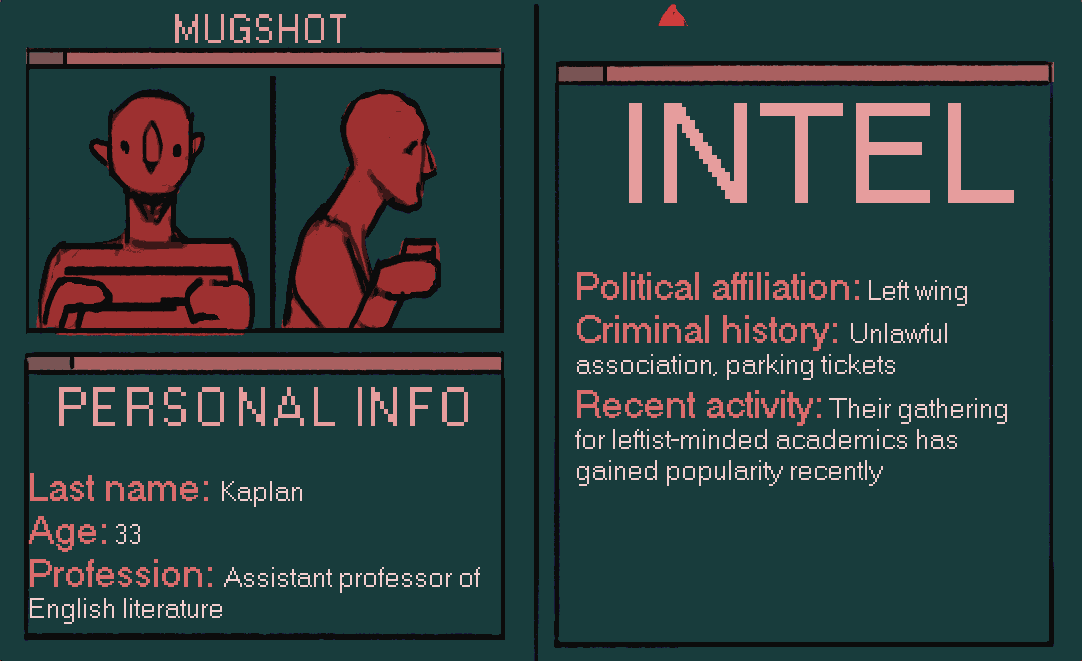 MUGSHOT
PERSONAL INFO
Last name: Kaplan
Age: 33
Profession: Assistant professor of
English literature
INTEL
Political affiliation: Left wing
Criminal history: Unlawful
association, parking tickets
Recent activity: Their gathering
for leftist-minded academics has
gained popularity recently